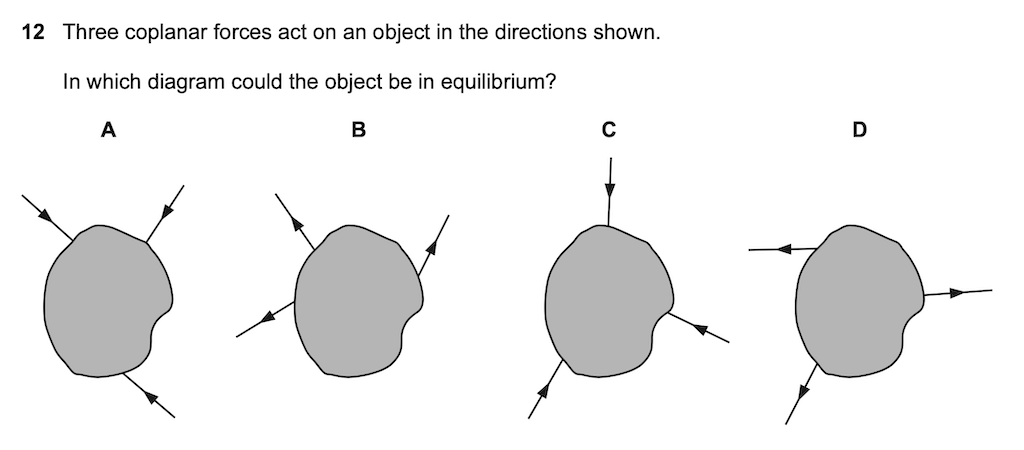 12 Three coplanar forces act on an object in the directions shown.
In which diagram could the object be in equilibrium?
A B C D